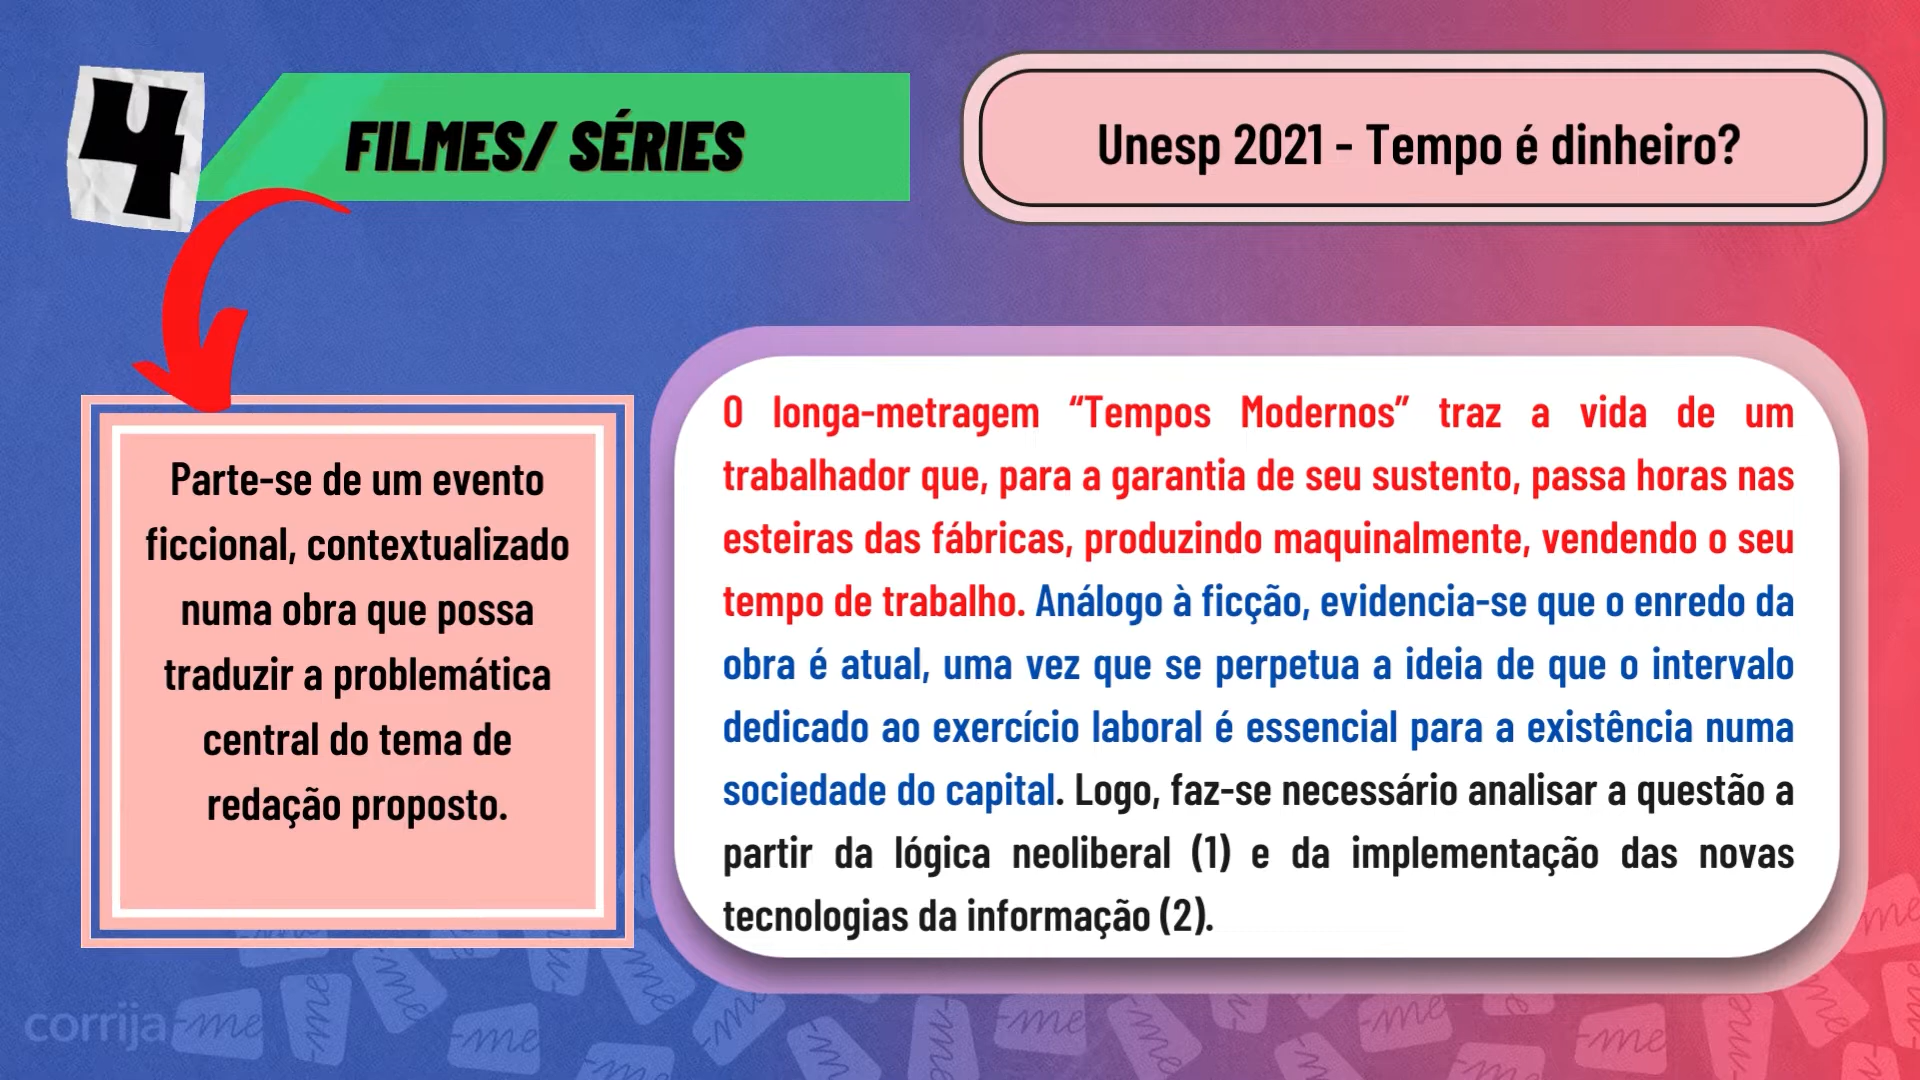 4
FILMES/ SÉRIES
Unesp 2021 - Tempo é dinheiro?
Parte-se de um evento
ficcional, contextualizado
numa obra que possa
traduzir a problemática
central do tema de
redação proposto.
O longa-metragem “Tempos Modernos” traz a vida de um
trabalhador que, para a garantia de seu sustento, passa horas nas
esteiras das fábricas, produzindo maquinalmente, vendendo o seu
tempo de trabalho. Análogo à ficção, evidencia-se que o enredo da
obra é atual, uma vez que se perpetua a ideia de que o intervalo
dedicado ao exercício laboral é essencial para a existência numa
sociedade do capital. Logo, faz-se necessário analisar a questão a
partir da lógica neoliberal (1) e da implementação das novas
tecnologias da informação (2).
corrija-me